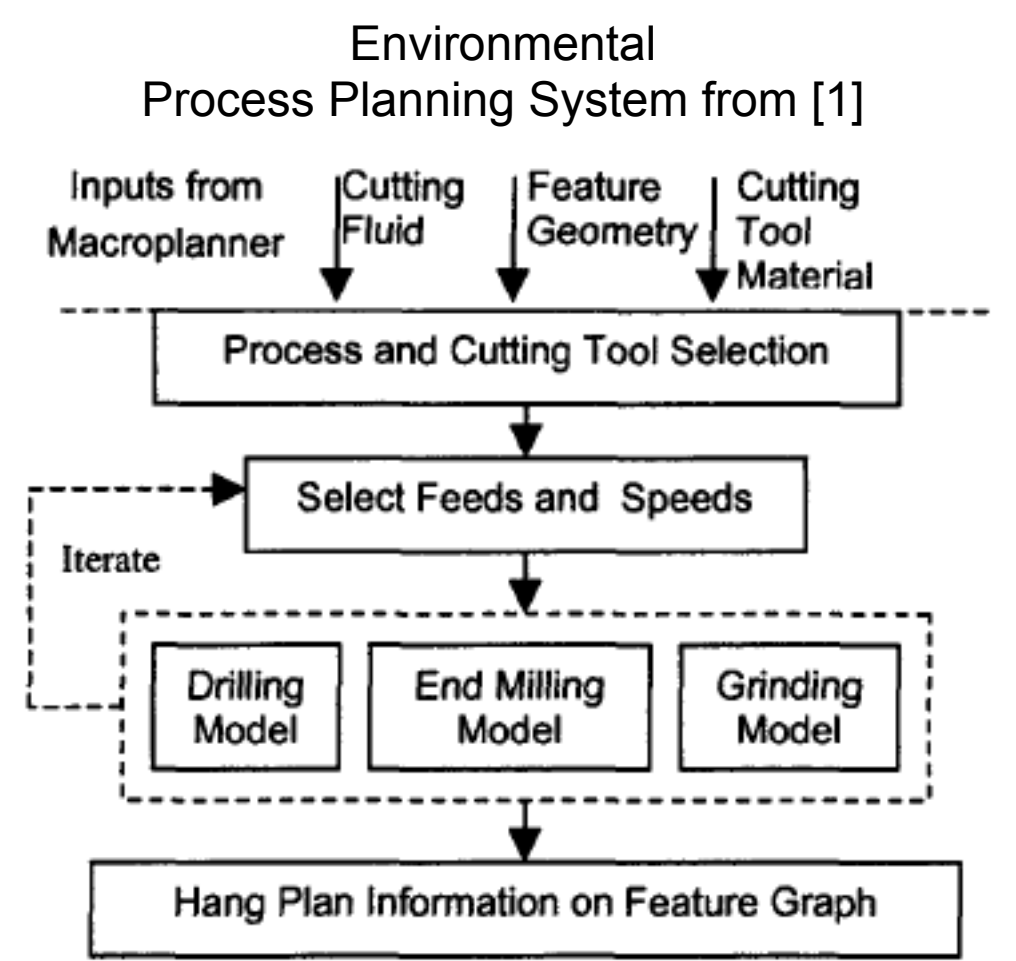 Environmental
Process Planning System from [1]
Inputs from
Macroplanner
Cutting
Fluid
Feature
Geometry
Cutting
Tool
Material
Process and Cutting Tool Selection
Select Feeds and Speeds
Iterate
Drilling
Model
End Milling
Model
Grinding
Model
Hang Plan Information on Feature Graph